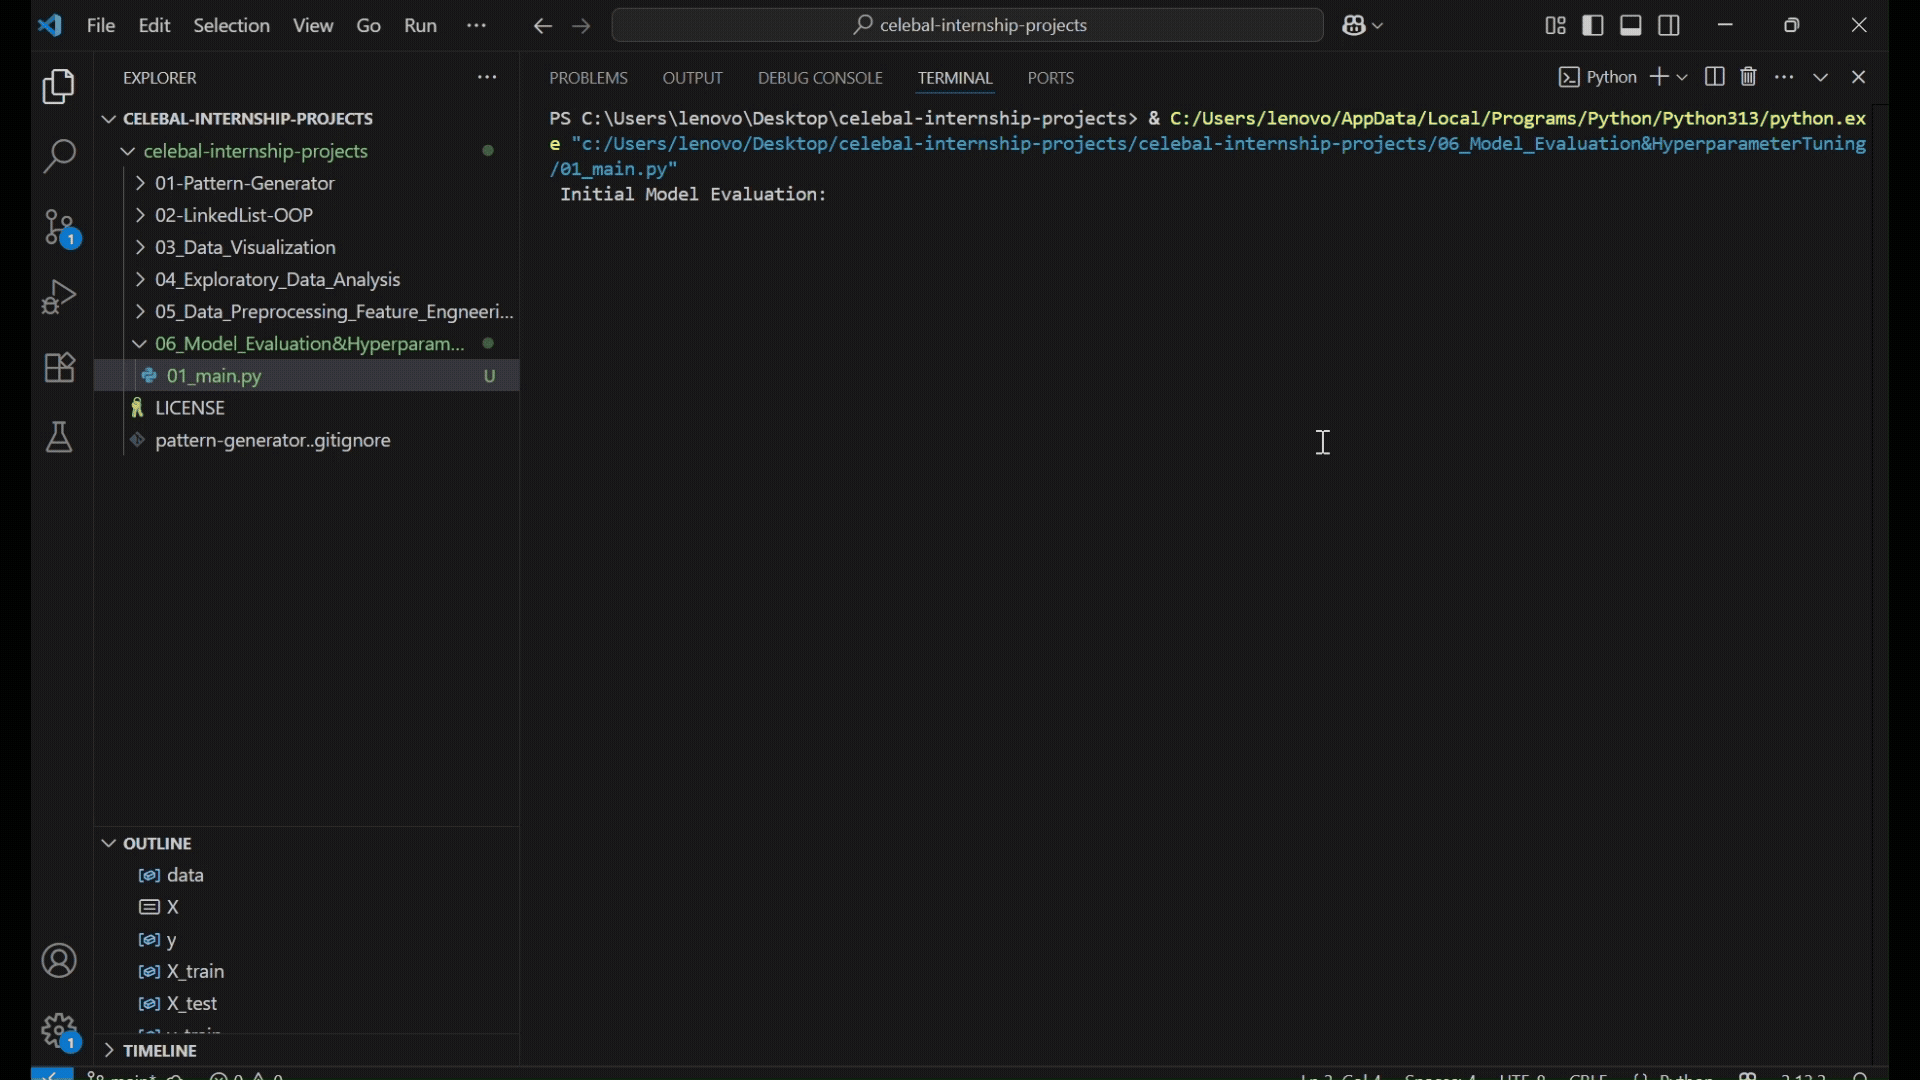 File Edit Selection View Go Run ...
celebal-internship-projects
EXPLORER
CELEBAL-INTERNSHIP-PROJECTS
celebal-internship-projects
01-Pattern-Generator
02-LinkedList-OOP
03_Data_Visualization
04_Exploratory_Data_Analysis
05_Data_Preprocessing_Feature_Engneeri...
06_Model_Evaluation&Hyperparam...
01_main.py U
LICENSE
pattern-generator..gitignore
OUTLINE
data
X
y
X_train
X_test
TIMELINE
1
1
PROBLEMS OUTPUT DEBUG CONSOLE TERMINAL PORTS
Python
PS C:\Users\lenovo\Desktop\celebal-internship-projects> & C:/Users/lenovo/AppData/Local/Programs/Python/Python313/python.ex
e "c:/Users/lenovo/Desktop/celebal-internship-projects/celebal-internship-projects/06_Model_Evaluation&HyperparameterTuning
/01_main.py"
Initial Model Evaluation: